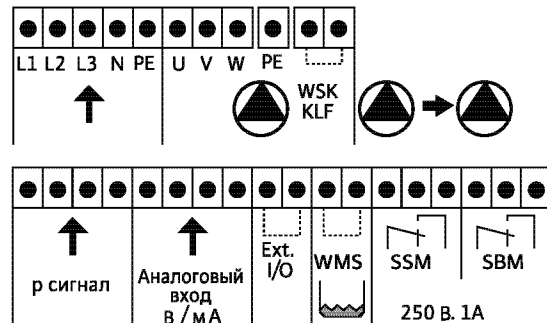 L1 L2 L3 N PE U V W PE
WSK
KLF
p сигнал
Аналоговый
вход
В / мА
Ext.
I/O
WMS
SSM
SBM
250 В. 1А